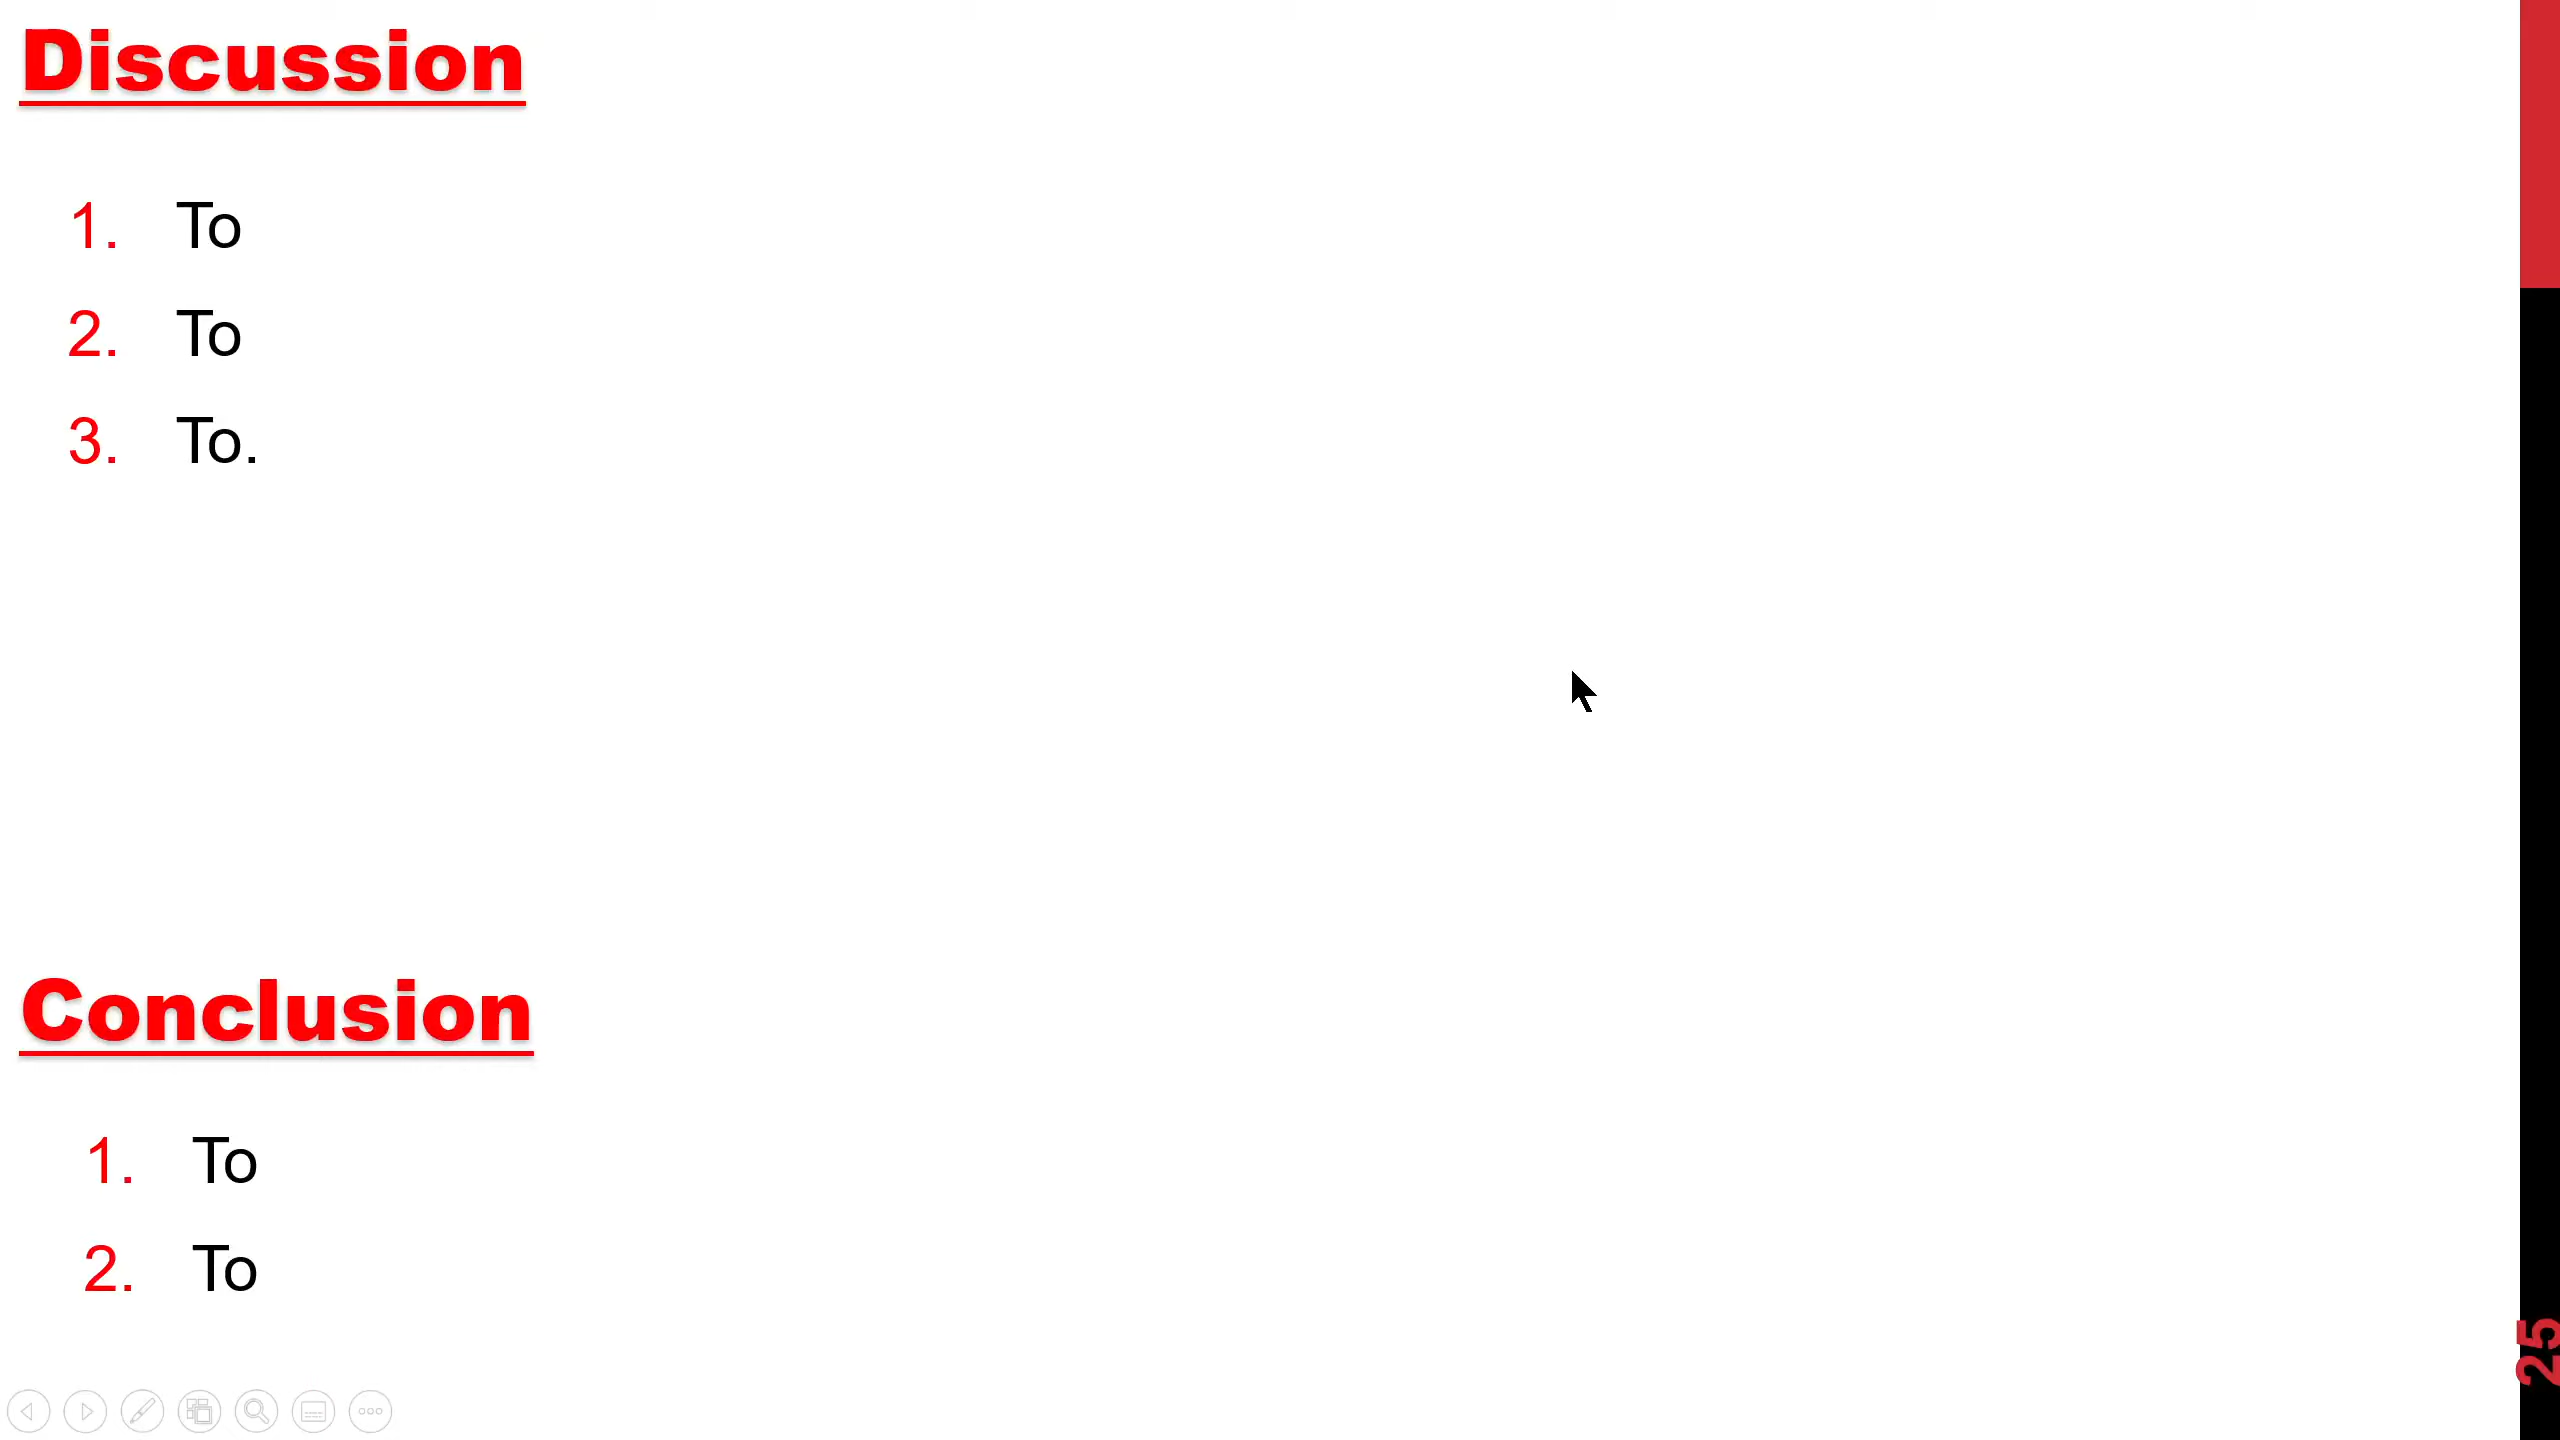 Discussion
1. To
2. To
3. To.
Conclusion
1. To
2. To
25